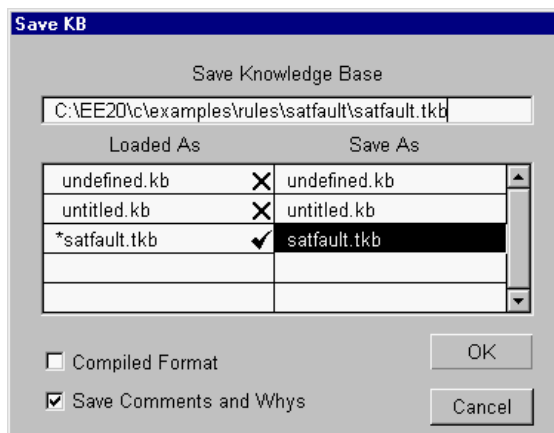 Save KB
Save Knowledge Base
C:\EE20\c\examples\rules\satfault\satfault.tkb
Loaded As Save As
undefined.kb undefined.kb
untitled.kb untitled.kb
*satfault.tkb satfault.tkb
Compiled Format
OK
Save Comments and Whys
Cancel